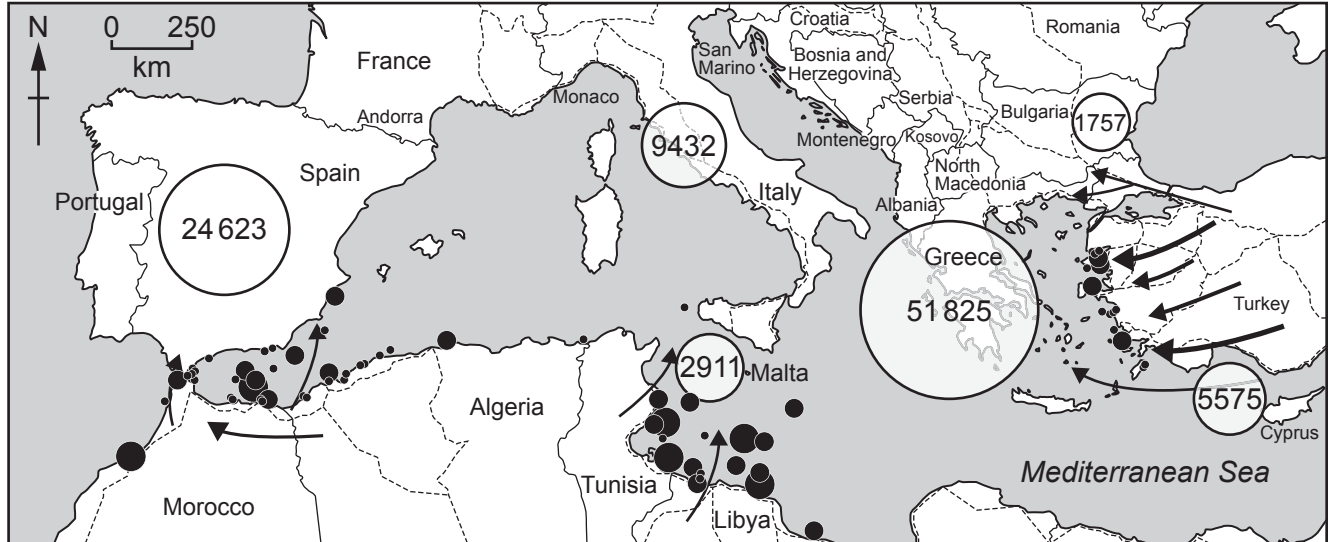 N
0 250
km
France
Andorra
Monaco
San
Marino
Croatia
Bosnia and
Herzegovina
Romania
Serbia
Bulgaria
1757
Montenegro
Kosovo
North
Macedonia
Albania
9432
Italy
Spain
Portugal
24 623
Greece
51 825
Turkey
2911
Malta
5575
Cyprus
Algeria
Tunisia
Morocco
Libya
Mediterranean Sea